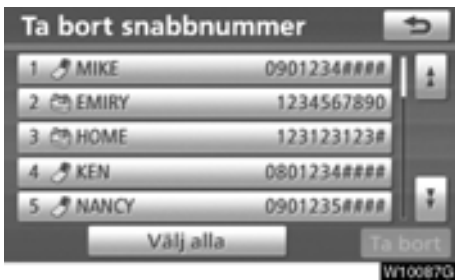 Ta bort snabbnummer
1 MIKE 0901234####
2 EMIRY 1234567890
3 HOME 123123123#
4 KEN 0801234####
5 NANCY 0901235####
Välj alla Ta bort
W10087G